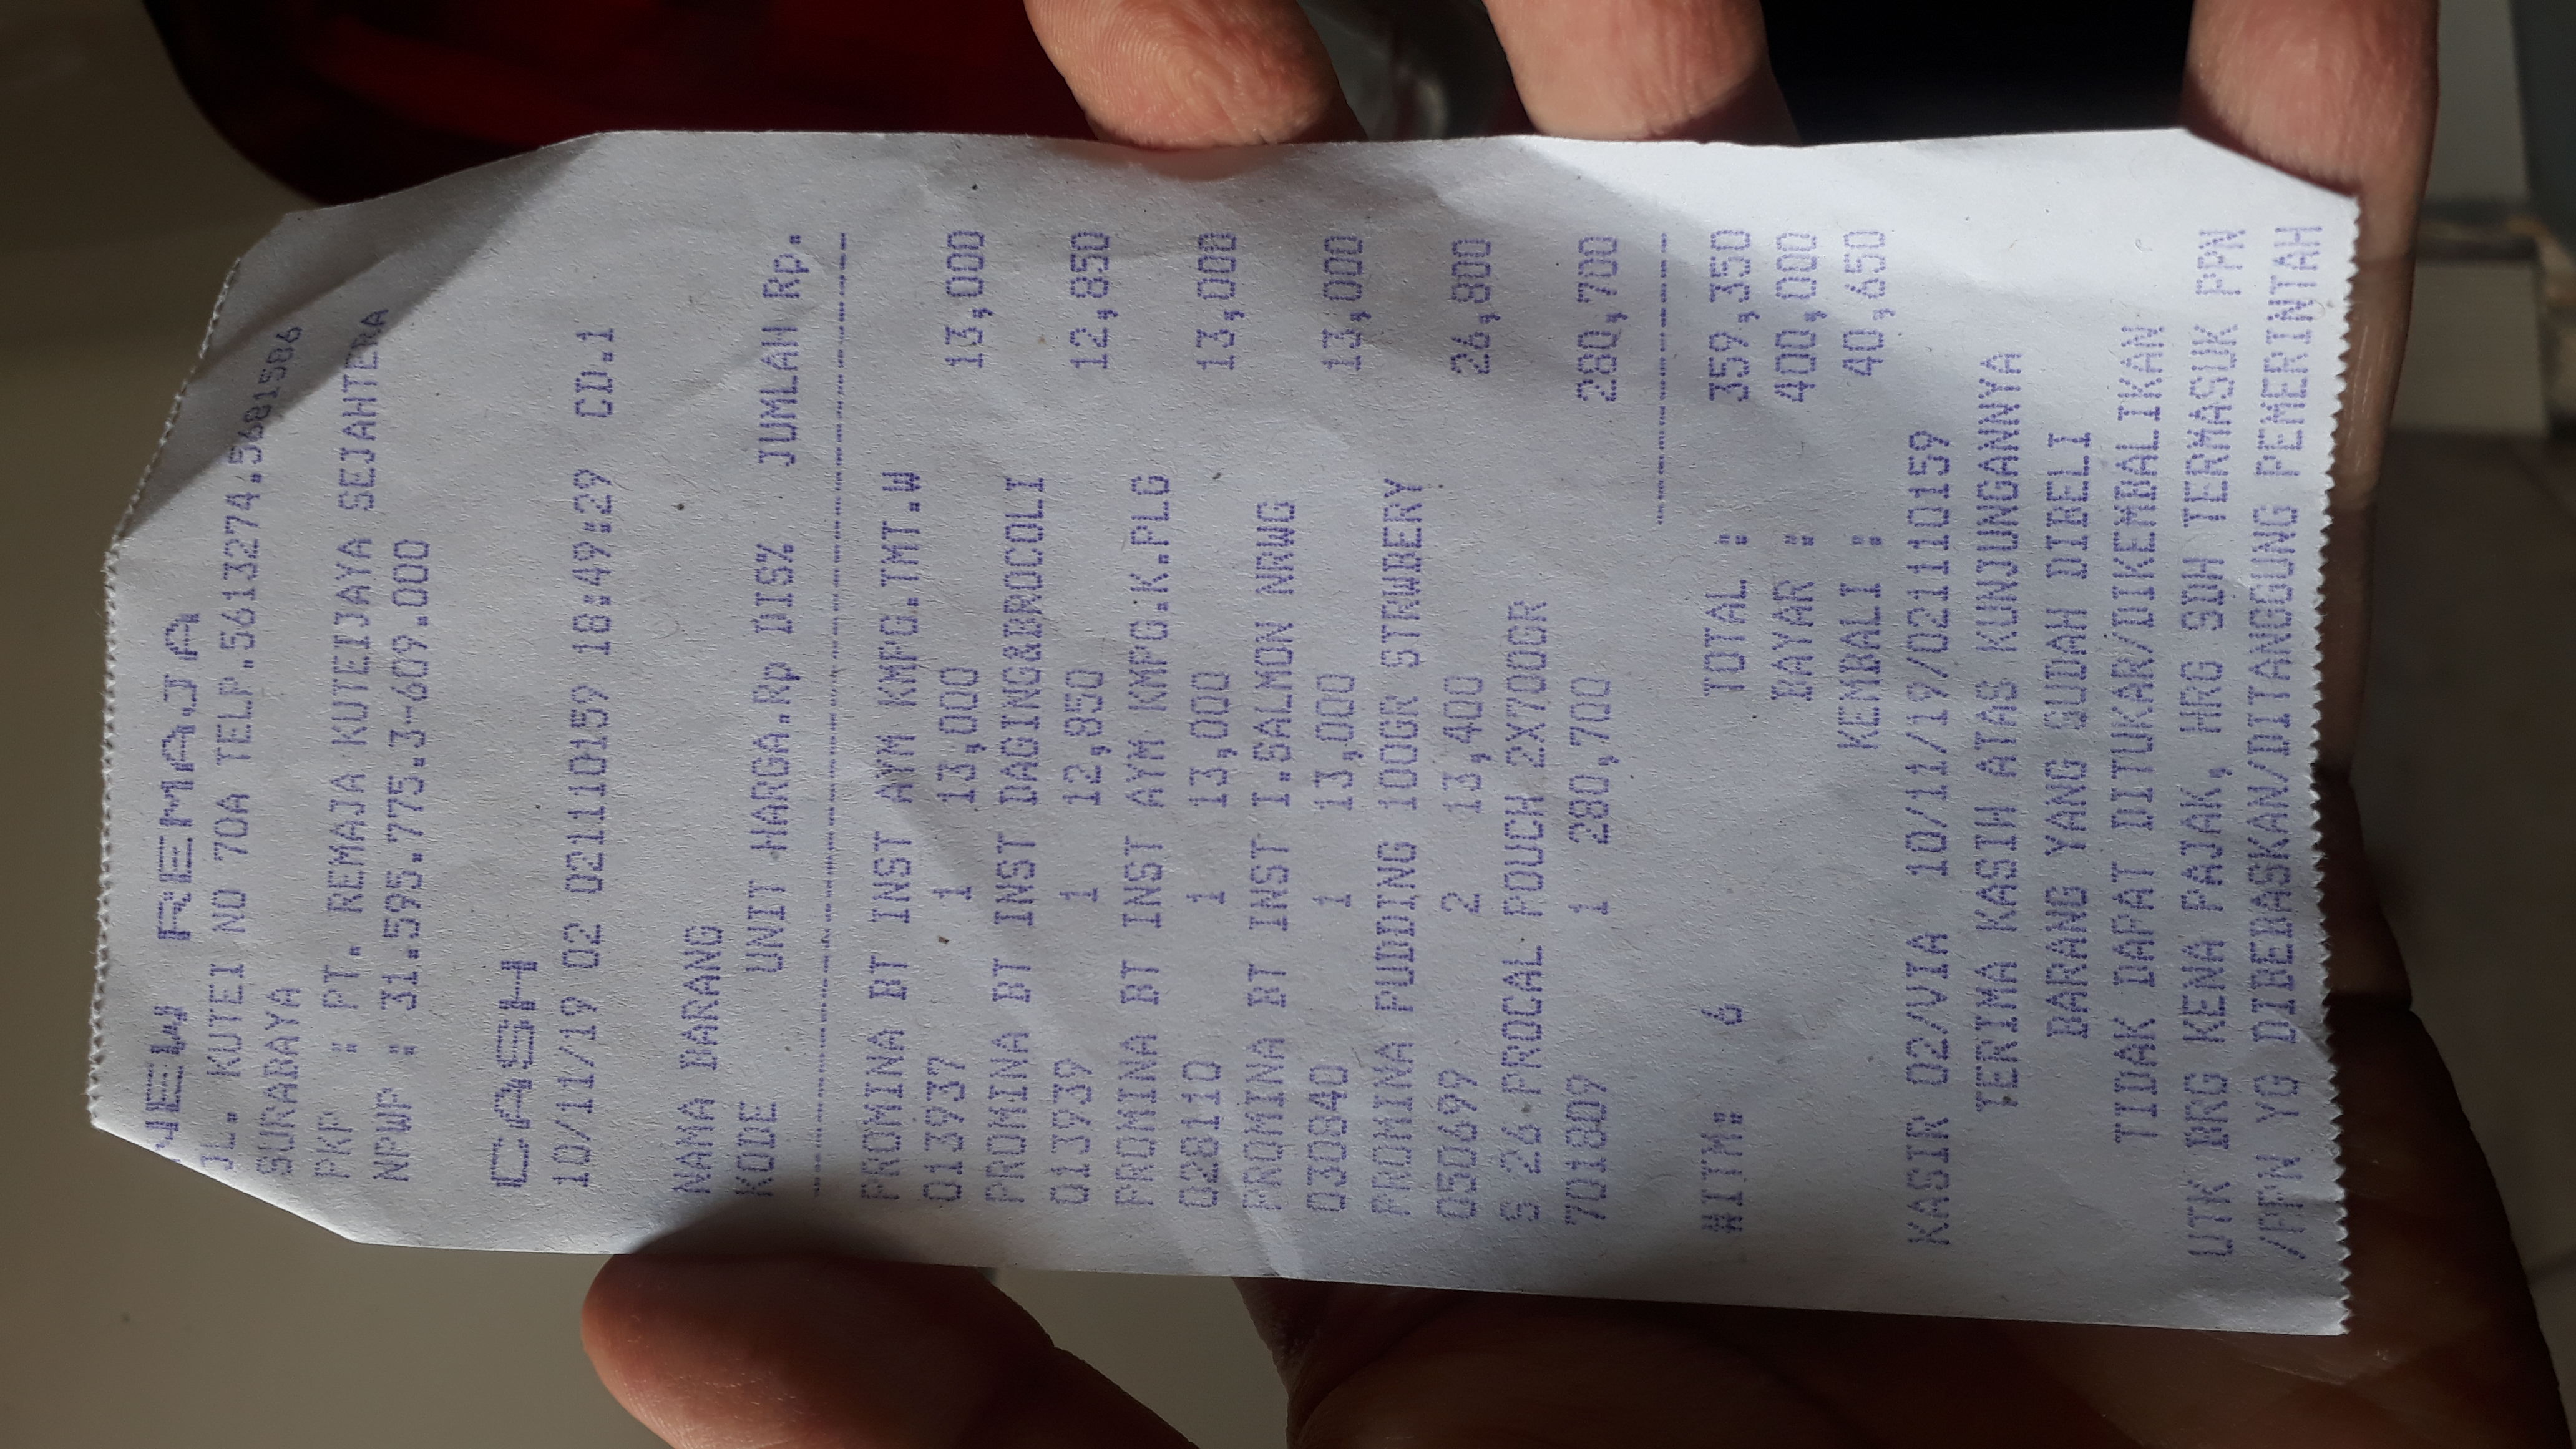 NEW REMAJA
JL. KUTEI NO 70A TELP.5613274.5681586
SURABAYA
PKP : PT. REMAJA KUTEIJAYA SEJAHTERA
NPWP : 31.595.775.3-609.000
CASH
10/11/19 02 021110159 18:49:29 CD.1
NAMA BARANG
KODE UNIT HARGA.Rp DIS% JUMLAH Rp.
PROMINA BT INST AYM KMPG.TMT.W
013937 1 13,000 13,000
PROMINA BT INST DAGING&BROCOLI
013939 1 12,850 12,850
PROMINA BT INST AYM KMPG.K.PLG
028110 1 13,000 13,000
PROMINA BT INST I.SALMON NRWG
030840 1 13,000 13,000
PROMINA PUDDING 100GR STRWBERY
050699 2 13,400 26,800
S 26 PROCAL POUCH 2X700GR
701809 1 280,700 280,700
#ITM: 6 TOTAL : 359,350
BAYAR : 400,000
KEMBALI : 40,650
KASIR 02/VIA 10/11/19/021110159
TERIMA KASIH ATAS KUNJUNGANNYA
BARANG YANG SUDAH DIBELI
TIDAK DAPAT DITUKAR/DIKEMBALIKAN
UTK BRG KENA PAJAK, HRG SDH TERMASUK PPN
/PPN YG DIBEBASKAN/DITANGGUNG PEMERINTAH